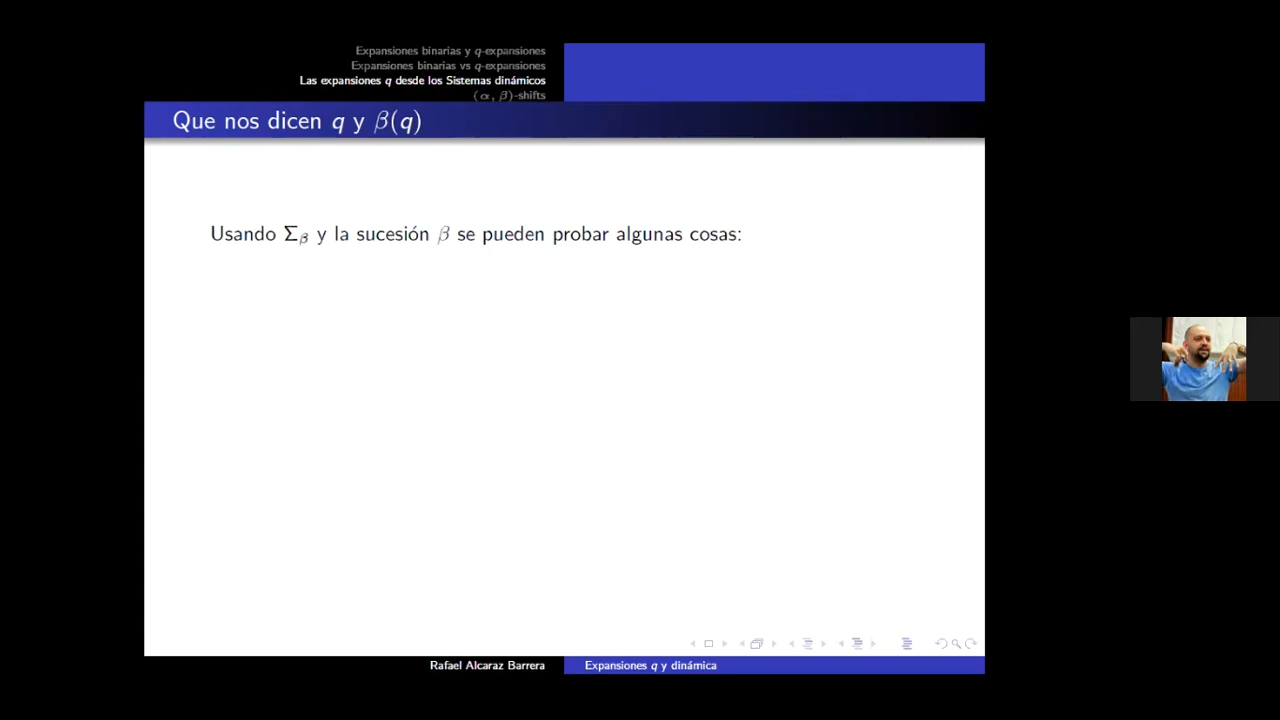 Expansiones binarias y q-expansiones
Expansiones binarias vs q-expansiones
Las expansiones q desde los Sistemas dinámicos
(α, β)-shifts
Que nos dicen q y β(q)
Usando Σ_β y la sucesión β se pueden probar algunas cosas:
Rafael Alcaraz Barrera
Expansiones q y dinámica